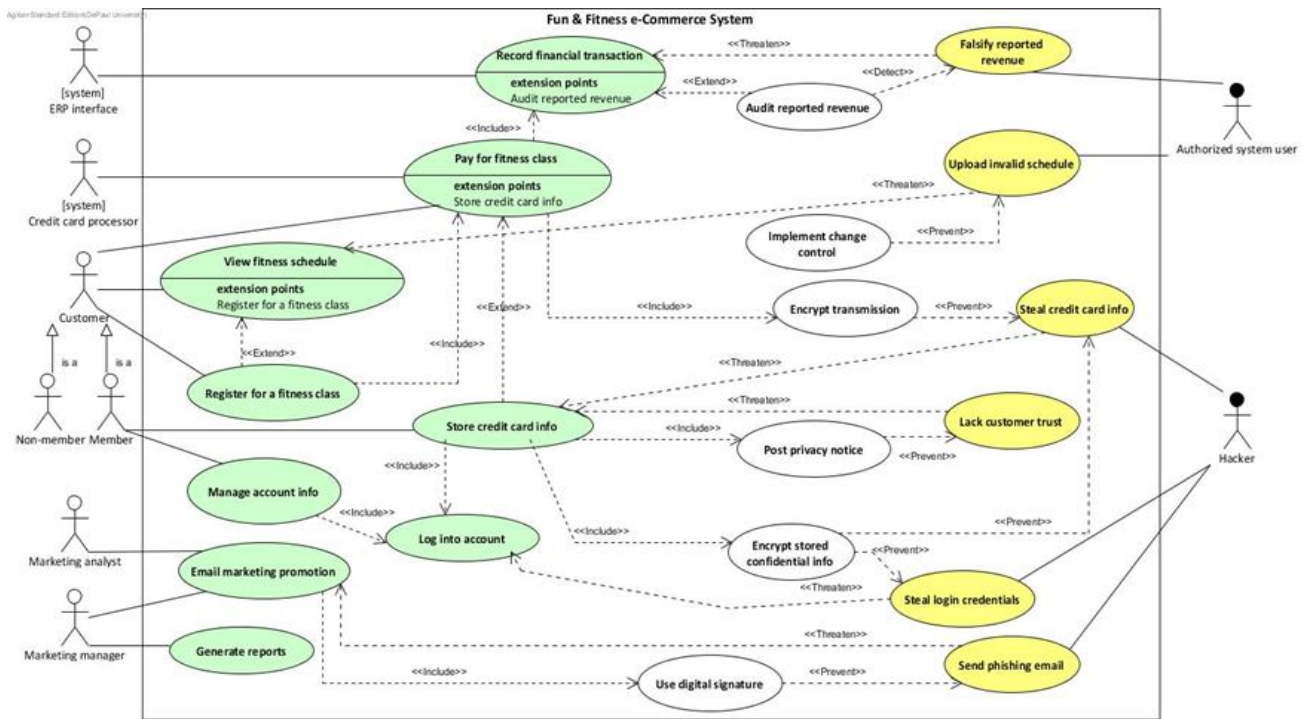 Agilian Standard Edition(DePaul University)
Fun & Fitness e-Commerce System
Record financial transaction
extension points
Audit reported revenue
<<Threaten>>
Falsify reported
revenue
[system]
ERP interface
<<Extend>>
<<Detect>>
Audit reported revenue
<<Include>>
Authorized system user
Pay for fitness class
extension points
Store credit card info
Upload invalid schedule
<<Threaten>>
[system]
Credit card processor
<<Prevent>>
Implement change
control
View fitness schedule
extension points
Register for a fitness class
Customer
<<Extend>>
<<Include>>
Encrypt transmission
<<Prevent>>
Steal credit card info
<<Include>>
<<Extend>>
is a
is a
<<Threaten>>
Register for a fitness class
<<Threaten>>
Non-member
Member
Store credit card info
<<Include>>
Lack customer trust
Post privacy notice
<<Prevent>>
Hacker
<<Include>>
Manage account info
<<Include>>
<<Include>>
<<Prevent>>
Log into account
Encrypt stored
confidential info
<<Prevent>>
Marketing analyst
Email marketing promotion
<<Threaten>>
Steal login credentials
<<Threaten>>
Marketing manager
Generate reports
<<Include>>
Use digital signature
<<Prevent>>
Send phishing email